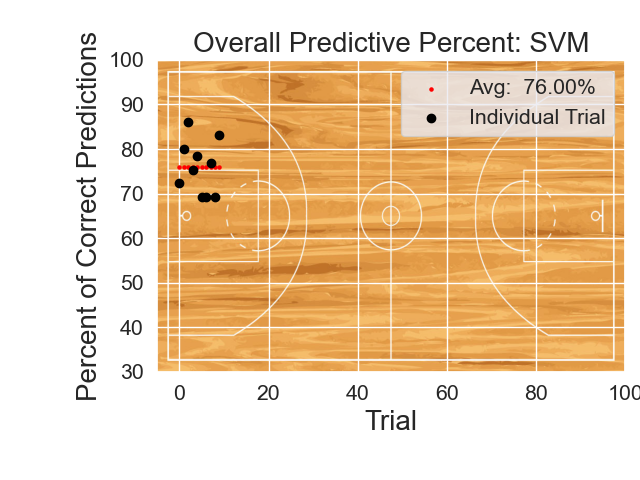 Overall Predictive Percent: SVM
Percent of Correct Predictions
100
90
80
70
60
50
40
30
Avg:  76.00%
Individual Trial
0 20 40 60 80 100
Trial